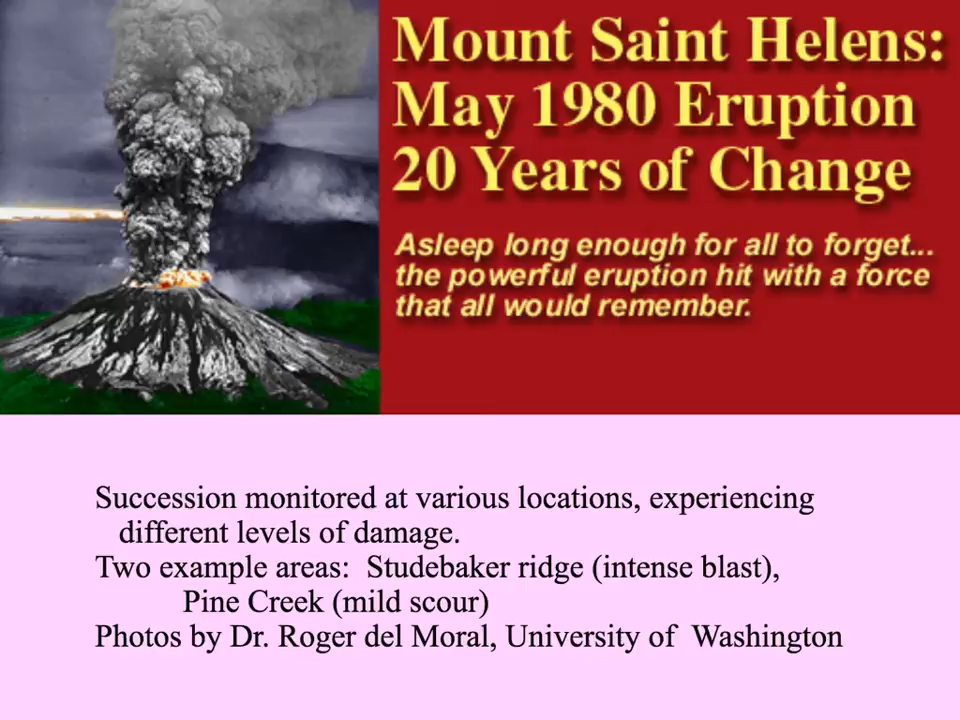 Mount Saint Helens:
May 1980 Eruption
20 Years of Change
Asleep long enough for all to forget...
the powerful eruption hit with a force
that all would remember.
Succession monitored at various locations, experiencing
different levels of damage.
Two example areas:  Studebaker ridge (intense blast),
Pine Creek (mild scour)
Photos by Dr. Roger del Moral, University of  Washington